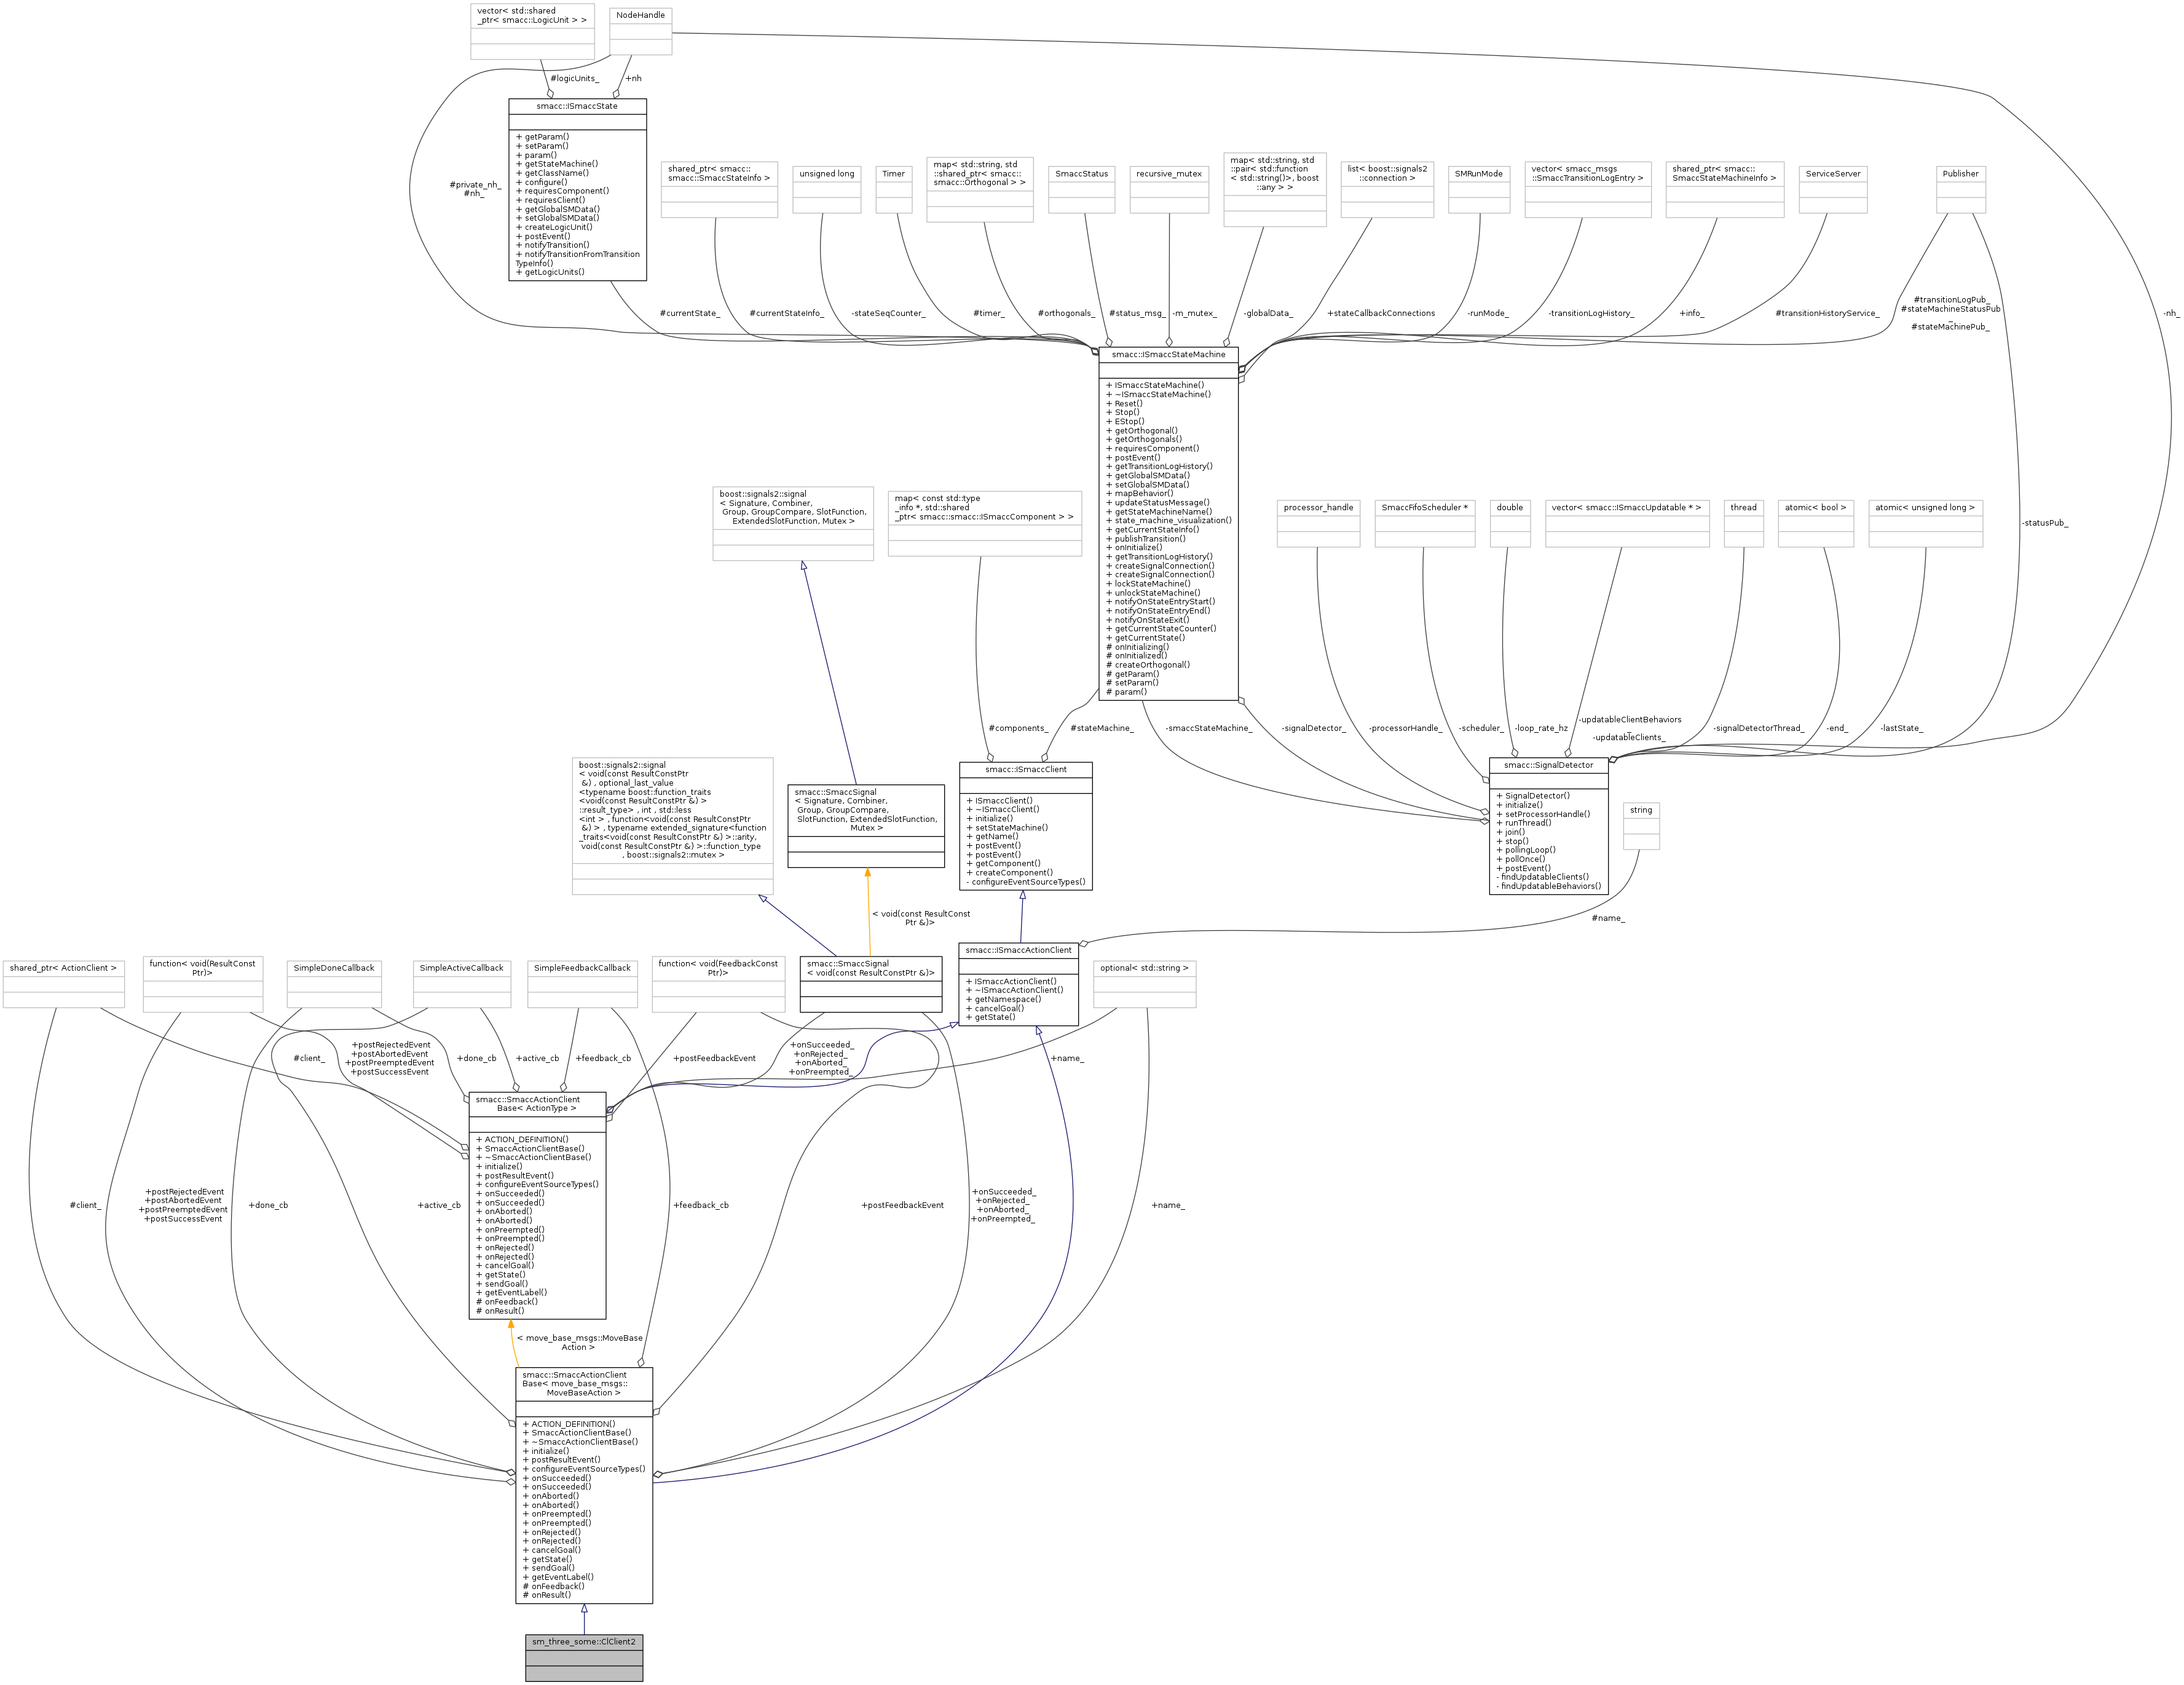 vector< std::shared
_ptr< smacc::LogicUnit > >
NodeHandle
#logicUnits_
+nh
smacc::ISmaccState
+ getParam()
+ setParam()
+ param()
+ getStateMachine()
+ getClassName()
+ configure()
+ requiresComponent()
+ requiresClient()
+ getGlobalSMData()
+ setGlobalSMData()
+ createLogicUnit()
+ postEvent()
+ notifyTransition()
+ notifyTransitionFromTransition
TypeInfo()
+ getLogicUnits()
#private_nh_
#nh_
shared_ptr< smacc::
smacc::SmaccStateInfo >
unsigned long
Timer
map< std::string, std
::shared_ptr< smacc::
smacc::Orthogonal > >
SmaccStatus
recursive_mutex
map< std::string, std
::pair< std::function
< std::string()>, boost
::any > >
list< boost::signals2
::connection >
SMRunMode
vector< smacc_msgs
::SmaccTransitionLogEntry >
shared_ptr< smacc::
SmaccStateMachineInfo >
ServiceServer
Publisher
#currentState_
#currentStateInfo_
-stateSeqCounter_
#timer_
#orthogonals_
#status_msg_
-m_mutex_
-globalData_
+stateCallbackConnections
-runMode_
-transitionLogHistory_
+info_
#transitionHistoryService_
#transitionLogPub_
#stateMachineStatusPub
_
#stateMachinePub_
-nh_
smacc::ISmaccStateMachine
+ ISmaccStateMachine()
+ ~ISmaccStateMachine()
+ Reset()
+ Stop()
+ EStop()
+ getOrthogonal()
+ getOrthogonals()
+ requiresComponent()
+ postEvent()
+ getTransitionLogHistory()
+ getGlobalSMData()
+ setGlobalSMData()
+ mapBehavior()
+ updateStatusMessage()
+ getStateMachineName()
+ state_machine_visualization()
+ getCurrentStateInfo()
+ publishTransition()
+ onInitialize()
+ getTransitionLogHistory()
+ createSignalConnection()
+ createSignalConnection()
+ lockStateMachine()
+ unlockStateMachine()
+ notifyOnStateEntryStart()
+ notifyOnStateEntryEnd()
+ notifyOnStateExit()
+ getCurrentStateCounter()
+ getCurrentState()
# onInitializing()
# onInitialized()
# createOrthogonal()
# getParam()
# setParam()
# param()
boost::signals2::signal
< Signature, Combiner,
Group, GroupCompare, SlotFunction,
ExtendedSlotFunction, Mutex >
map< const std::type
_info *, std::shared
_ptr< smacc::smacc::ISmaccComponent > >
processor_handle
SmaccFifoScheduler *
double
vector< smacc::ISmaccUpdatable * >
thread
atomic< bool >
atomic< unsigned long >
-statusPub_
#components_
#stateMachine_
-smaccStateMachine_
-signalDetector_
-processorHandle_
-scheduler_
-loop_rate_hz
-updatableClientBehaviors
_
-updatableClients_
-signalDetectorThread_
-end_
-lastState_
boost::signals2::signal
< void(const ResultConstPtr
&) , optional_last_value
<typename boost::function_traits
<void(const ResultConstPtr &) >
::result_type> , int , std::less
<int > , function<void(const ResultConstPtr
&) > , typename extended_signature<function
_traits<void(const ResultConstPtr &) >::arity,
void(const ResultConstPtr &) >::function_type
, boost::signals2::mutex >
smacc::SmaccSignal
< Signature, Combiner,
Group, GroupCompare,
SlotFunction, ExtendedSlotFunction,
Mutex >
smacc::ISmaccClient
+ ISmaccClient()
+ ~ISmaccClient()
+ initialize()
+ setStateMachine()
+ getName()
+ postEvent()
+ postEvent()
+ getComponent()
+ createComponent()
- configureEventSourceTypes()
smacc::SignalDetector
+ SignalDetector()
+ initialize()
+ setProcessorHandle()
+ runThread()
+ join()
+ stop()
+ pollingLoop()
+ pollOnce()
+ postEvent()
- findUpdatableClients()
- findUpdatableBehaviors()
string
< void(const ResultConst
Ptr &)>
#name_
shared_ptr< ActionClient >
function< void(ResultConst
Ptr)>
SimpleDoneCallback
SimpleActiveCallback
SimpleFeedbackCallback
function< void(FeedbackConst
Ptr)>
smacc::SmaccSignal
< void(const ResultConstPtr &)>
smacc::ISmaccActionClient
+ ISmaccActionClient()
+ ~ISmaccActionClient()
+ getNamespace()
+ cancelGoal()
+ getState()
optional< std::string >
#client_
+postRejectedEvent
+postAbortedEvent
+postPreemptedEvent
+postSuccessEvent
+done_cb
+active_cb
+feedback_cb
+postFeedbackEvent
+onSucceeded_
+onRejected_
+onAborted_
+onPreempted_
+name_
smacc::SmaccActionClient
Base< ActionType >
+ ACTION_DEFINITION()
+ SmaccActionClientBase()
+ ~SmaccActionClientBase()
+ initialize()
+ postResultEvent()
+ configureEventSourceTypes()
+ onSucceeded()
+ onSucceeded()
+ onAborted()
+ onAborted()
+ onPreempted()
+ onPreempted()
+ onRejected()
+ onRejected()
+ cancelGoal()
+ getState()
+ sendGoal()
+ getEventLabel()
# onFeedback()
# onResult()
#client_
+postRejectedEvent
+postAbortedEvent
+postPreemptedEvent
+postSuccessEvent
+done_cb
+active_cb
+feedback_cb
+postFeedbackEvent
+onSucceeded_
+onRejected_
+onAborted_
+onPreempted_
+name_
< move_base_msgs::MoveBase
Action >
smacc::SmaccActionClient
Base< move_base_msgs::
MoveBaseAction >
+ ACTION_DEFINITION()
+ SmaccActionClientBase()
+ ~SmaccActionClientBase()
+ initialize()
+ postResultEvent()
+ configureEventSourceTypes()
+ onSucceeded()
+ onSucceeded()
+ onAborted()
+ onAborted()
+ onPreempted()
+ onPreempted()
+ onRejected()
+ onRejected()
+ cancelGoal()
+ getState()
+ sendGoal()
+ getEventLabel()
# onFeedback()
# onResult()
sm_three_some::ClClient2